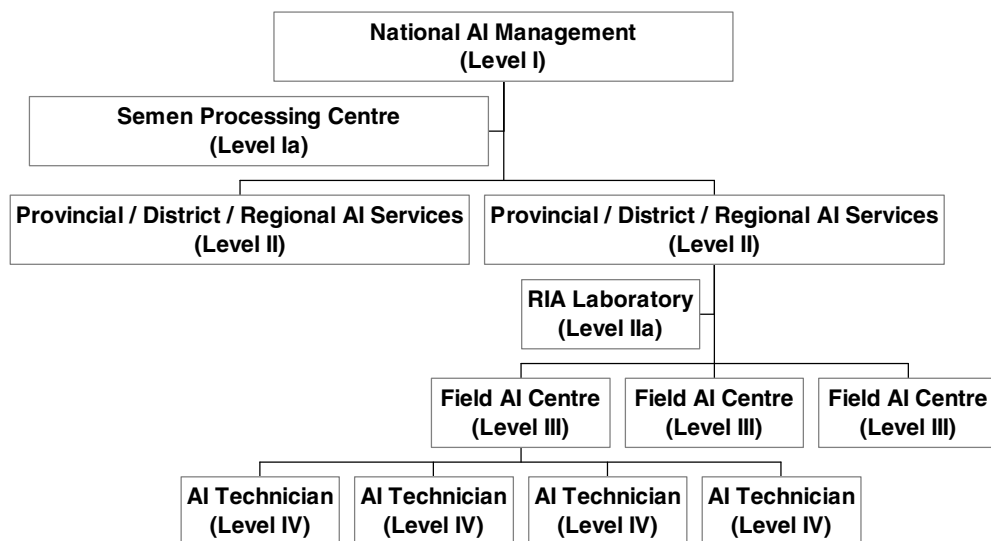 National AI Management
(Level I)
Semen Processing Centre
(Level Ia)
Provincial / District / Regional AI Services
(Level II)
Provincial / District / Regional AI Services
(Level II)
RIA Laboratory
(Level IIa)
Field AI Centre
(Level III)
Field AI Centre
(Level III)
Field AI Centre
(Level III)
AI Technician
(Level IV)
AI Technician
(Level IV)
AI Technician
(Level IV)
AI Technician
(Level IV)